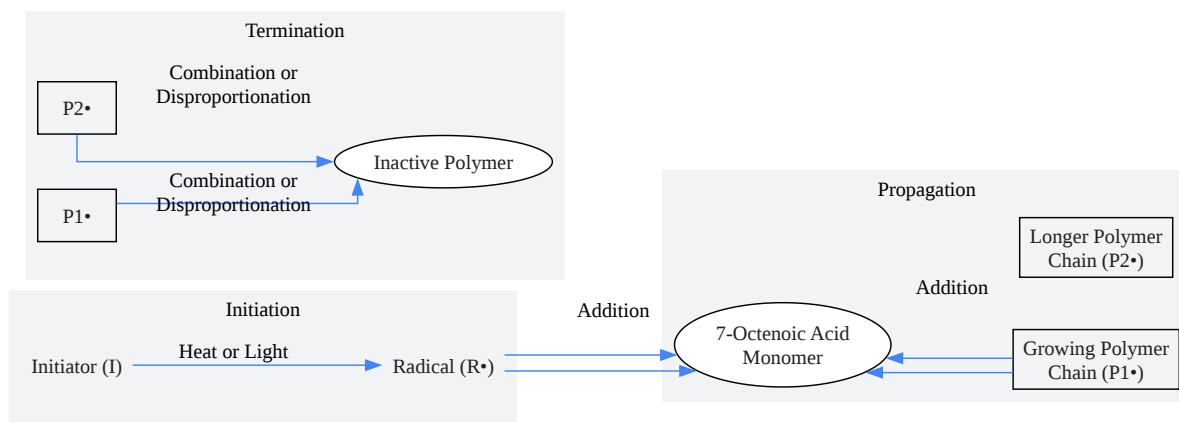 Termination
Combination or
Disproportionation
P2•
Inactive Polymer
Combination or
Disproportionation
P1•
Propagation
Longer Polymer
Chain (P2•)
Addition
Addition
7-Octenoic Acid
Monomer
Growing Polymer
Chain (P1•)
Initiation
Heat or Light
Initiator (I)
Radical (R•)